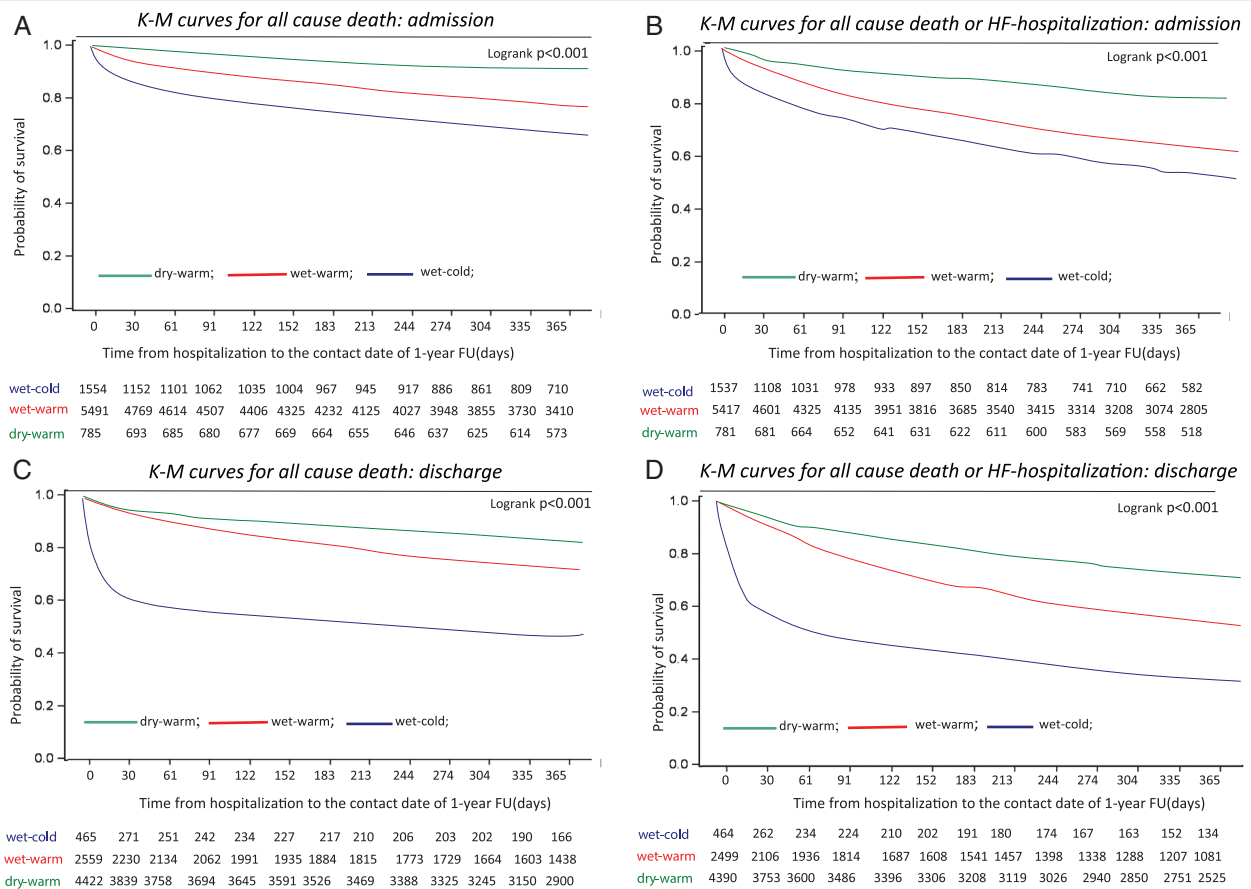 A
K-M curves for all cause death: admission
Logrank p<0.001
Probability of survival
1.0
0.8
0.6
0.4
0.2
0.0
dry-warm; wet-warm; wet-cold;
0 30 61 91 122 152 183 213 244 274 304 335 365
Time from hospitalization to the contact date of 1-year FU(days)
wet-cold 1554 1152 1101 1062 1035 1004 967 945 917 886 861 809 710
wet-warm 5491 4769 4614 4507 4406 4325 4232 4125 4027 3948 3855 3730 3410
dry-warm 785 693 685 680 677 669 664 655 646 637 625 614 573
B
K-M curves for all cause death or HF-hospitalization: admission
Logrank p<0.001
Probability of survival
1.0
0.8
0.6
0.4
0.2
0.0
dry-warm; wet-warm; wet-cold;
0 30 61 91 122 152 183 213 244 274 304 335 365
Time from hospitalization to the contact date of 1-year FU(days)
1537 1108 1031 978 933 897 850 814 783 741 710 662 582
wet-warm 5417 4601 4325 4135 3951 3816 3685 3540 3415 3314 3208 3074 2805
dry-warm 781 681 664 652 641 631 622 611 600 583 569 558 518
wet-cold
C
K-M curves for all cause death: discharge
Logrank p<0.001
Probability of survival
1.0
0.8
0.6
0.4
0.2
0.0
dry-warm; wet-warm; wet-cold;
0 30 61 91 122 152 183 213 244 274 304 335 365
Time from hospitalization to the contact date of 1-year FU(days)
wet-cold 465 271 251 242 234 227 217 210 206 203 202 190 166
wet-warm 2559 2230 2134 2062 1991 1935 1884 1815 1773 1729 1664 1603 1438
dry-warm 4422 3839 3758 3694 3645 3591 3526 3469 3388 3325 3245 3150 2900
D
K-M curves for all cause death or HF-hospitalization: discharge
Logrank p<0.001
Probability of survival
1.0
0.8
0.6
0.4
0.2
0.0
dry-warm; wet-warm; wet-cold;
0 30 61 91 122 152 183 213 244 274 304 335 365
Time from hospitalization to the contact date of 1-year FU(days)
wet-cold 464 262 234 224 210 202 191 180 174 167 163 152 134
wet-warm 2499 2106 1936 1814 1687 1608 1541 1457 1398 1338 1288 1207 1081
dry-warm 4390 3753 3600 3486 3396 3306 3208 3119 3026 2940 2850 2751 2525